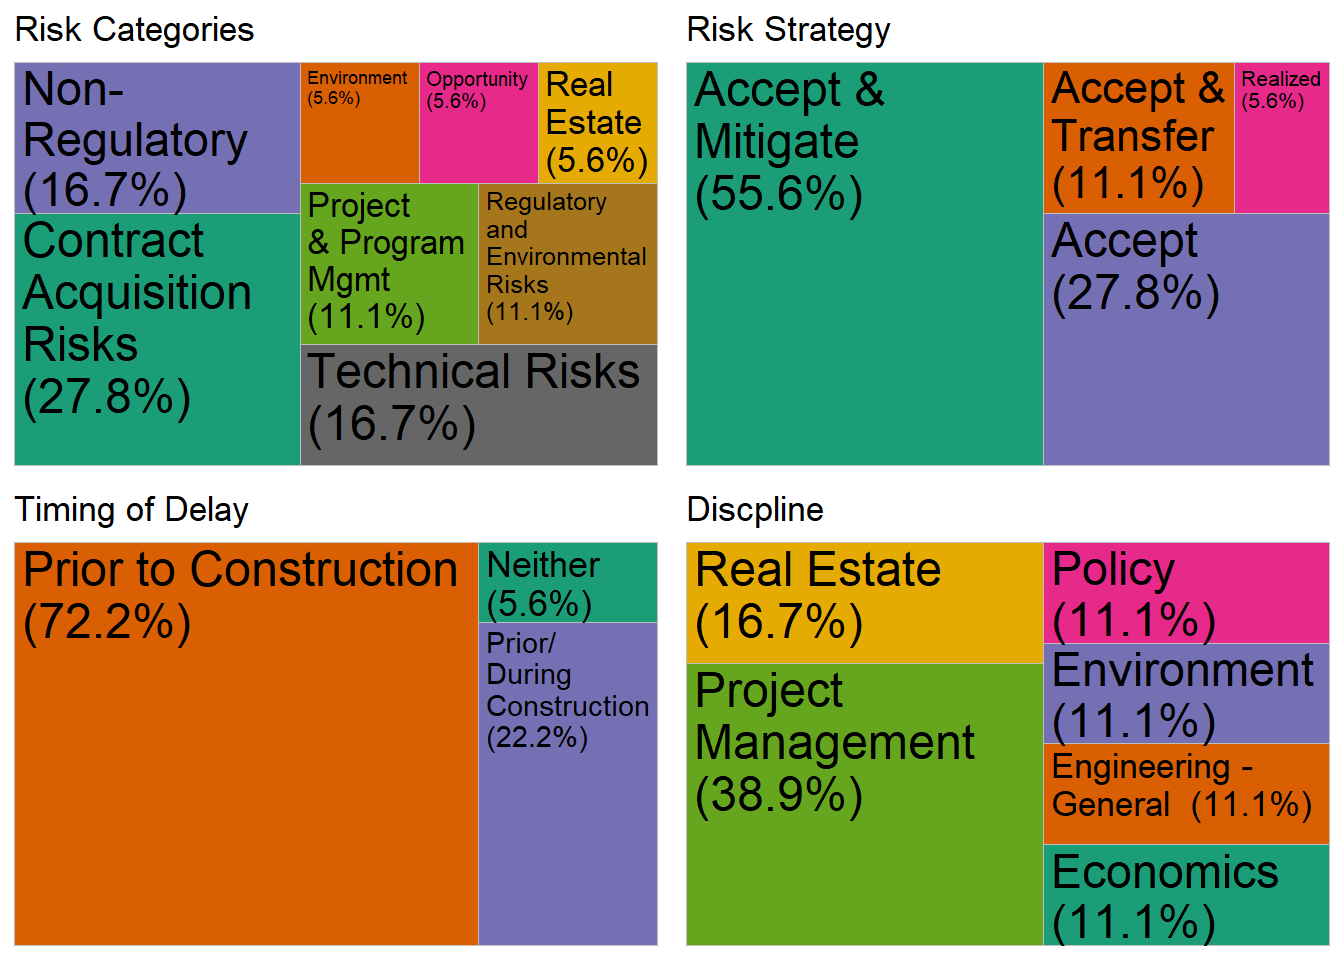 Risk Categories
Non-
Regulatory
(16.7%)
Contract
Acquisition
Risks
(27.8%)
Environment
(5.6%)
Opportunity
(5.6%)
Real
Estate
(5.6%)
Project
& Program
Mgmt
(11.1%)
Regulatory
and
Environmental
Risks
(11.1%)
Technical Risks
(16.7%)
Risk Strategy
Accept &
Mitigate
(55.6%)
Accept &
Transfer
(11.1%)
Realized
(5.6%)
Accept
(27.8%)
Timing of Delay
Prior to Construction
(72.2%)
Neither
(5.6%)
Prior/
During
Construction
(22.2%)
Discpline
Real Estate
(16.7%)
Project
Management
(38.9%)
Policy
(11.1%)
Environment
(11.1%)
Engineering -
General  (11.1%)
Economics
(11.1%)